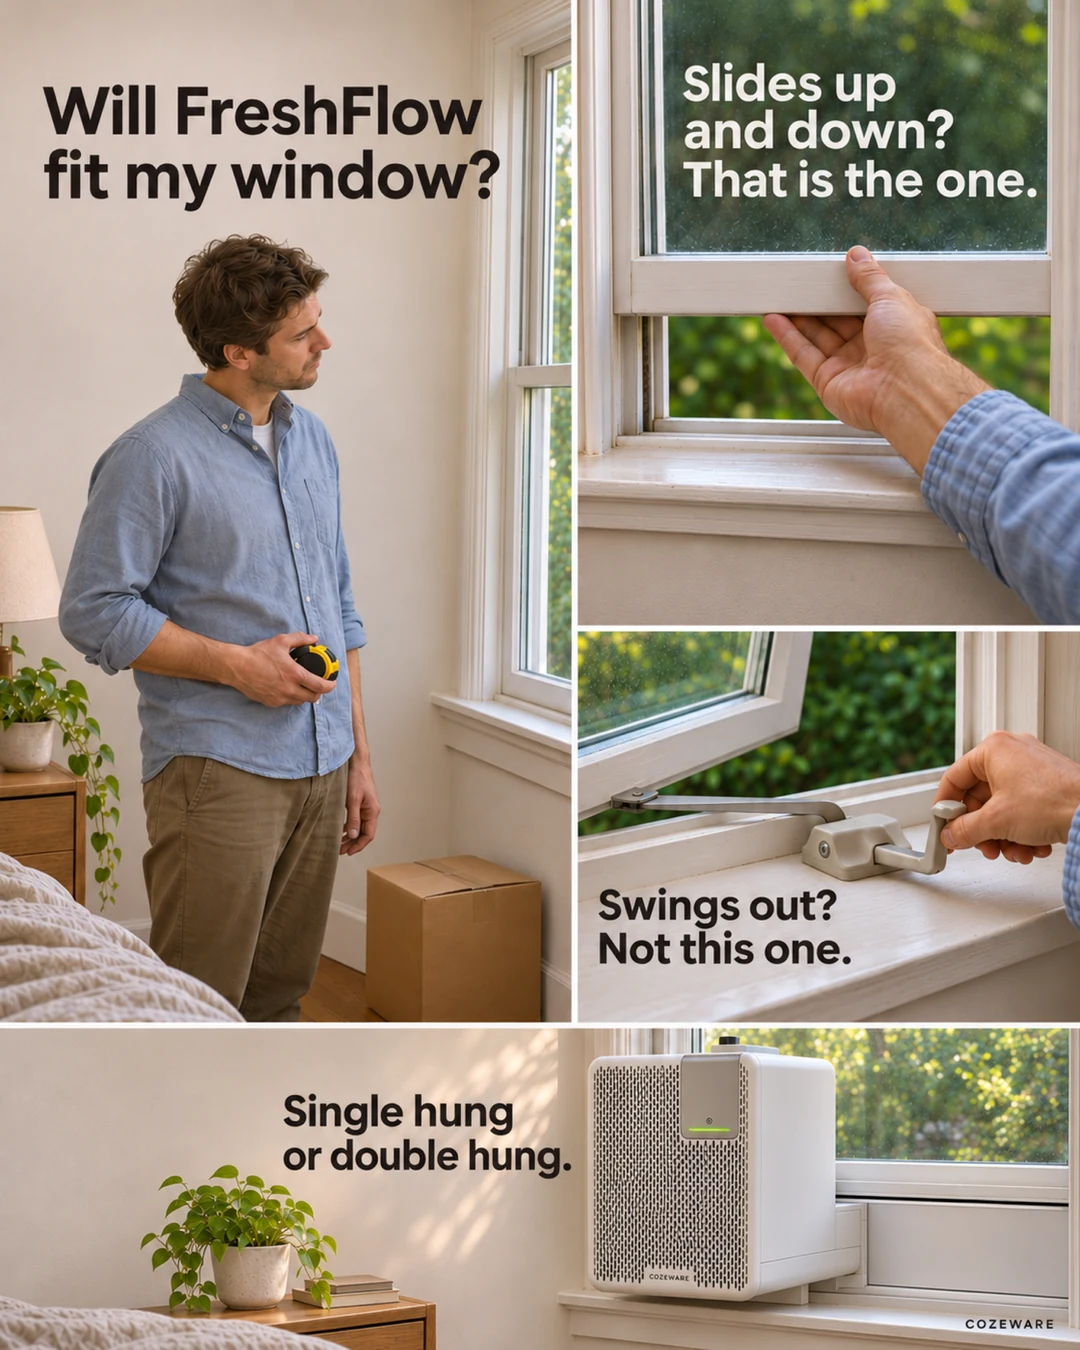 Will FreshFlow
fit my window?
Slides up
and down?
That is the one.
Swings out?
Not this one.
Single hung
or double hung.
COZEWARE
COZEWARE